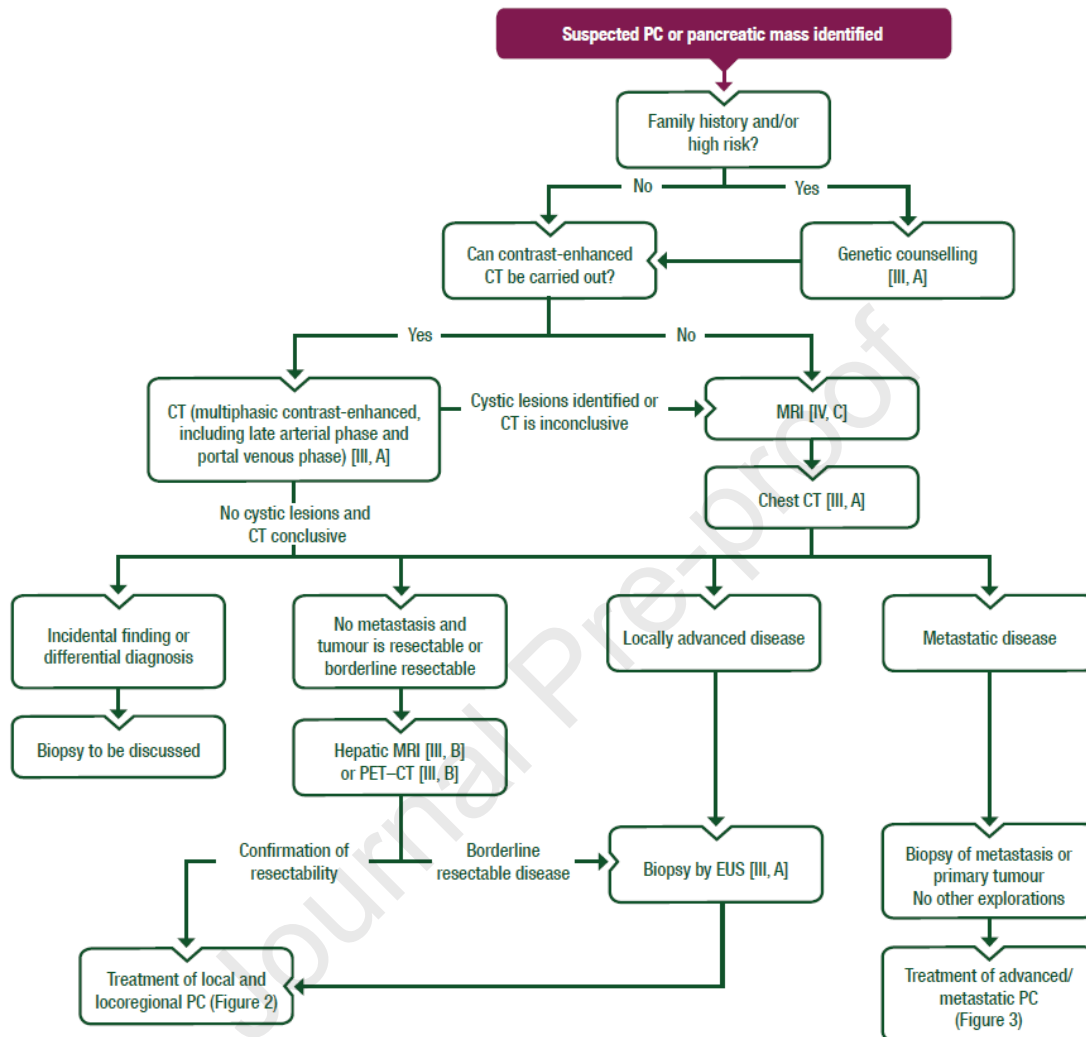 Suspected PC or pancreatic mass identified
Family history and/or
high risk?
No
Yes
Can contrast-enhanced
CT be carried out?
Genetic counselling
[III, A]
Yes
No
CT (multiphasic contrast-enhanced,
including late arterial phase and
portal venous phase) [III, A]
Cystic lesions identified or
CT is inconclusive
MRI [IV, C]
Chest CT [III, A]
No cystic lesions and
CT conclusive
Incidental finding or
differential diagnosis
No metastasis and
tumour is resectable or
borderline resectable
Locally advanced disease
Metastatic disease
Biopsy to be discussed
Hepatic MRI [III, B]
or PET–CT [III, B]
Confirmation of
resectability
Borderline
resectable disease
Biopsy by EUS [III, A]
Biopsy of metastasis or
primary tumour
No other explorations
Treatment of local and
locoregional PC (Figure 2)
Treatment of advanced/
metastatic PC
(Figure 3)
Journal Pre-proof